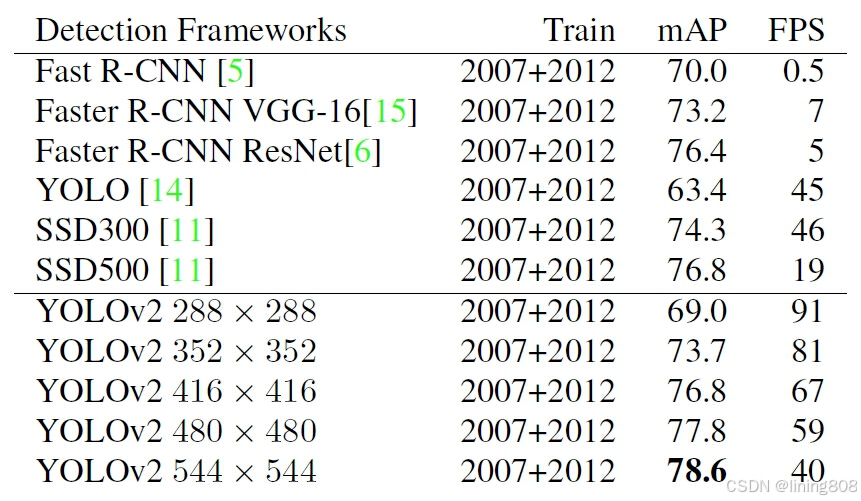 Detection Frameworks Train mAP FPS
Fast R-CNN [5] 2007+2012 70.0 0.5
Faster R-CNN VGG-16[15] 2007+2012 73.2 7
Faster R-CNN ResNet[6] 2007+2012 76.4 5
YOLO [14] 2007+2012 63.4 45
SSD300 [11] 2007+2012 74.3 46
SSD500 [11] 2007+2012 76.8 19
YOLOv2 288 × 288 2007+2012 69.0 91
YOLOv2 352 × 352 2007+2012 73.7 81
YOLOv2 416 × 416 2007+2012 76.8 67
YOLOv2 480 × 480 2007+2012 77.8 59
YOLOv2 544 × 544 2007+2012 78.6 40
CSDN @lining808